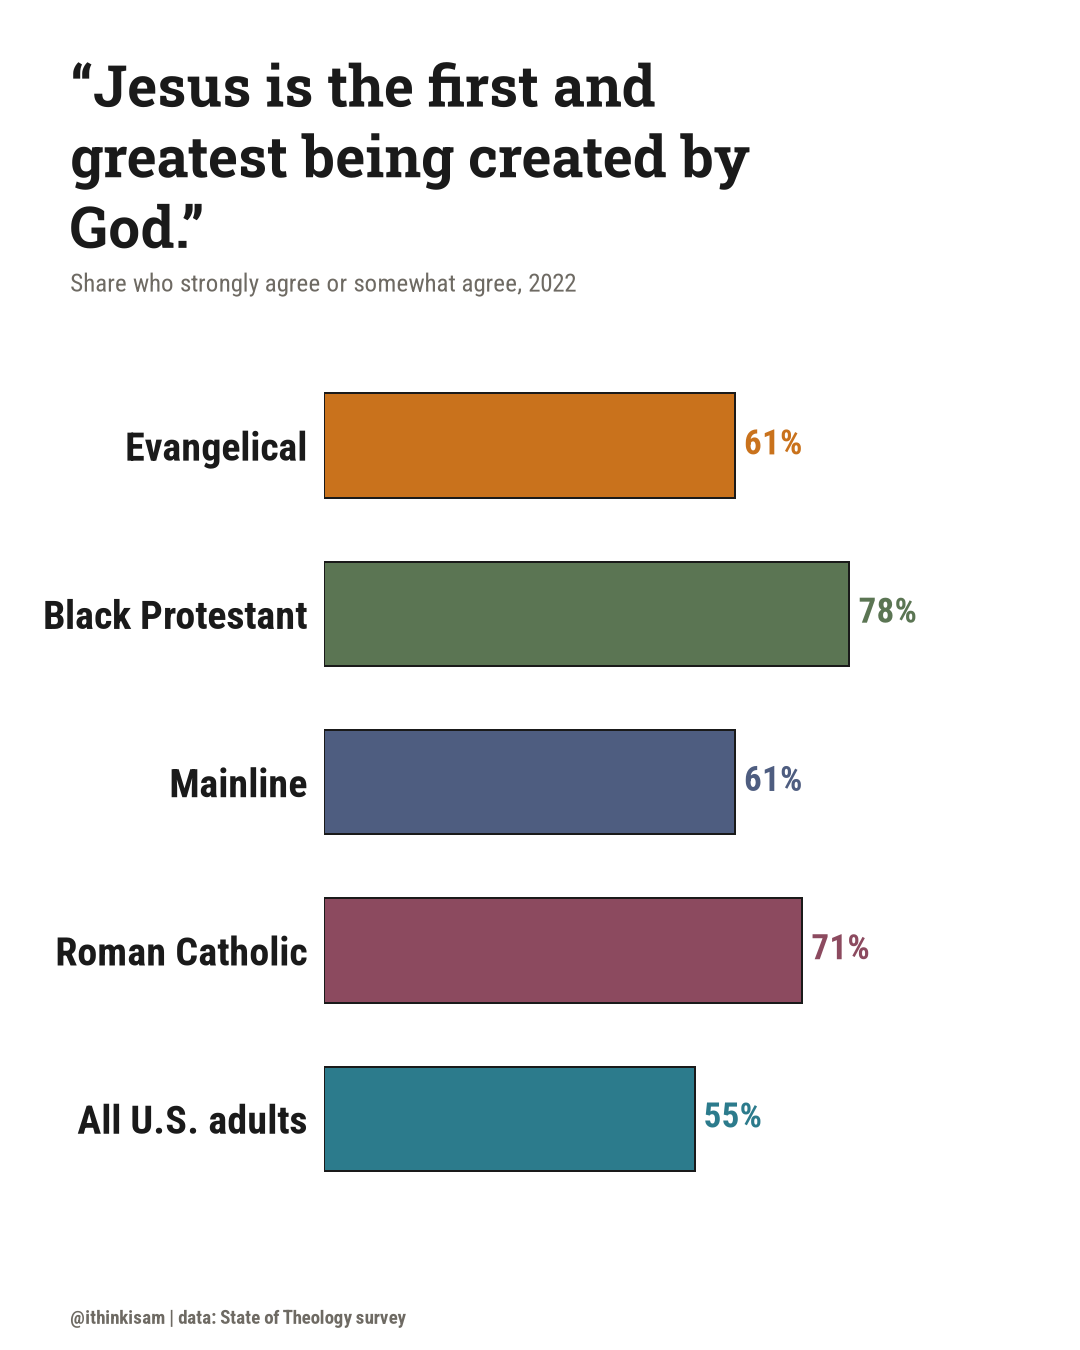 “Jesus is the first and
greatest being created by
God.”
Share who strongly agree or somewhat agree, 2022
Evangelical 61%
Black Protestant 78%
Mainline 61%
Roman Catholic 71%
All U.S. adults 55%
@ithinkisam | data: State of Theology survey